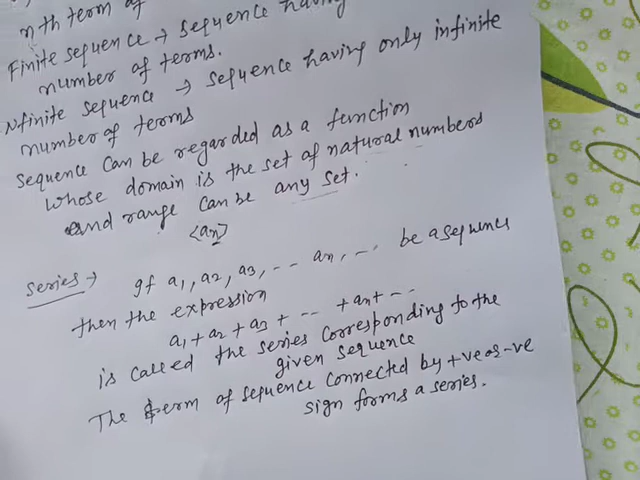 nth term of
Finite sequence → sequence having
number of terms.
Nfinite sequence → sequence having only infinite
number of terms
Sequence can be regarded as a function
whose domain is the set of natural numbers
and range can be any set.
<an>
Series → If a1, a2, a3, -- an, -- be a sequence
then the expression
a1 + a2 + a3 + -- + an + --
is called the series corresponding to the
given sequence
The term of sequence connected by +ve or -ve
sign forms a series.